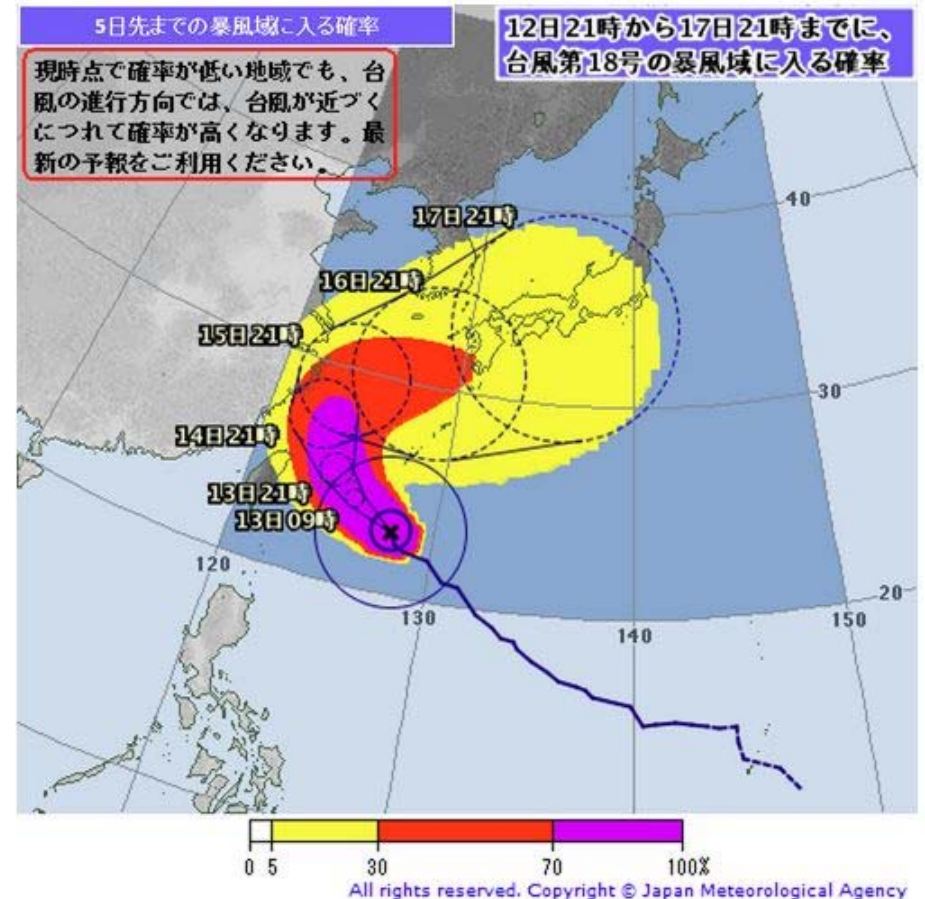 5日先までの暴風域に入る確率
12日21時から17日21時までに、
台風第18号の暴風域に入る確率
現時点で確率が低い地域でも、台
風の進行方向では、台風が近づく
につれて確率が高くなります。最
新の予報をご利用ください。
40
17日21時
16日21時
15日21時
30
14日21時
13日21時
13日09時
120
20
130
150
140
0 5 30 70 100%
All rights reserved. Copyright © Japan Meteorological Agency